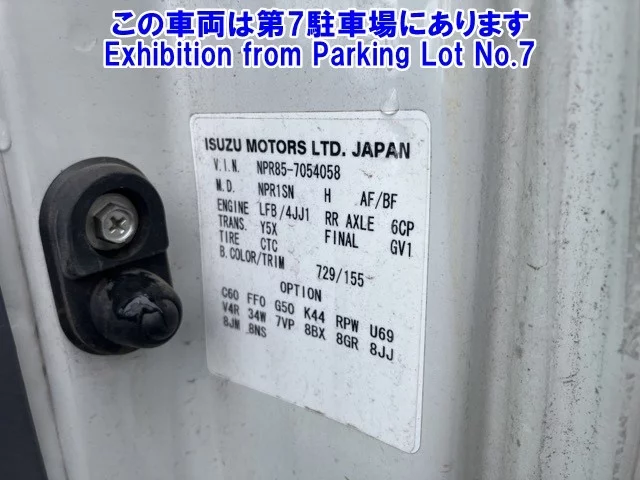 この車両は第7駐車場にあります
Exhibition from Parking Lot No.7
ISUZU MOTORS LTD. JAPAN
V.I.N. NPR85-7054058
M.D. NPR1SN H AF/BF
ENGINE LFB/4JJ1 RR AXLE 6CP
TRANS. Y5X FINAL GV1
TIRE CTC
B.COLOR/TRIM 729/155
OPTION
C60 FF0 G50 K44 RPW U69
V4R 34W 7VP 8BX 8GR 8JJ
8JM 8NS